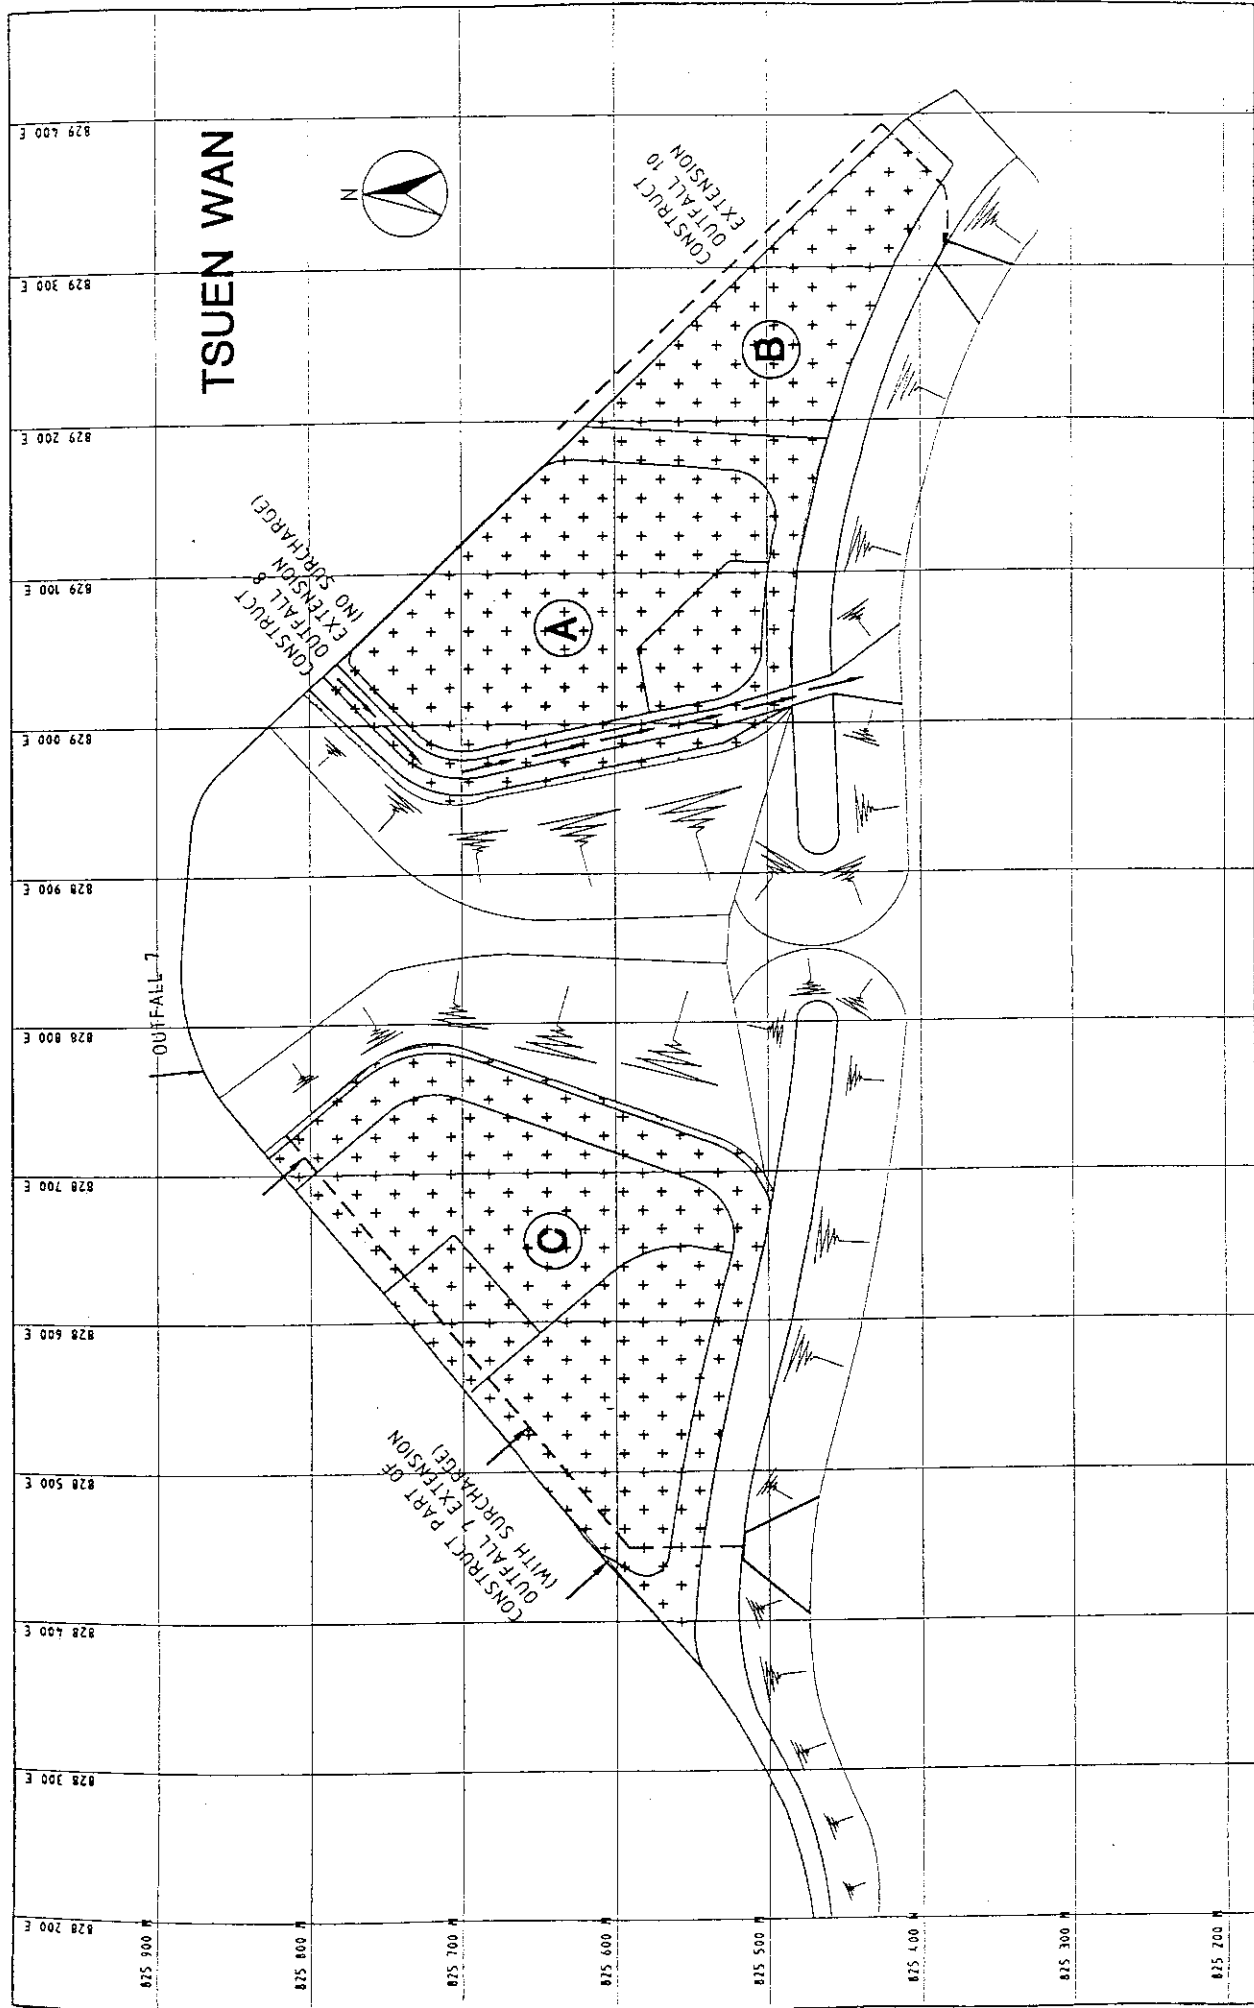 TSUEN WAN
N
829 400 E
829 300 E
829 200 E
829 100 E
829 000 E
828 900 E
828 800 E
828 700 E
828 600 E
828 500 E
828 400 E
828 300 E
828 200 E
CONSTRUCT
OUTFALL 10
EXTENSION
CONSTRUCT
OUTFALL 8
EXTENSION
(NO SURCHARGE)
OUTFALL 7
CONSTRUCT PART OF
OUTFALL 7 EXTENSION
(WITH SURCHARGE)
A
B
C
825 900 N
825 800 N
825 700 N
825 600 N
825 500 N
825 400 N
825 300 N
825 200 N